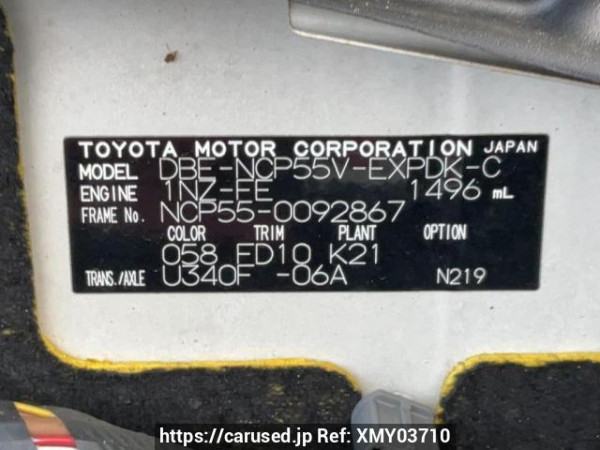 TOYOTA MOTOR CORPORATION JAPAN
MODEL DBE-NCP55V-EXPDK-C
ENGINE 1NZ-FE 1496 mL
FRAME No. NCP55-0092867
COLOR TRIM PLANT OPTION
058 FD10 K21
TRANS./AXLE U340F -06A N219
https://carused.jp Ref: XMY03710